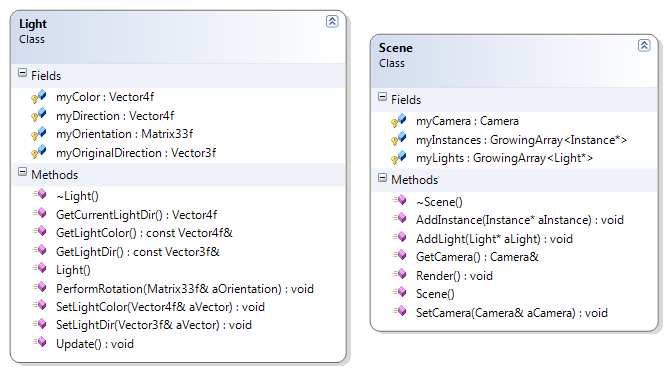 Light
Class
Fields
myColor : Vector4f
myDirection : Vector4f
myOrientation : Matrix33f
myOriginalDirection : Vector3f
Methods
~Light()
GetCurrentLightDir() : Vector4f
GetLightColor() : const Vector4f&
GetLightDir() : const Vector3f&
Light()
PerformRotation(Matrix33f& aOrientation) : void
SetLightColor(Vector4f& aVector) : void
SetLightDir(Vector3f& aVector) : void
Update() : void
Scene
Class
Fields
myCamera : Camera
myInstances : GrowingArray<Instance*>
myLights : GrowingArray<Light*>
Methods
~Scene()
AddInstance(Instance* aInstance) : void
AddLight(Light* aLight) : void
GetCamera() : Camera&
Render() : void
Scene()
SetCamera(Camera& aCamera) : void